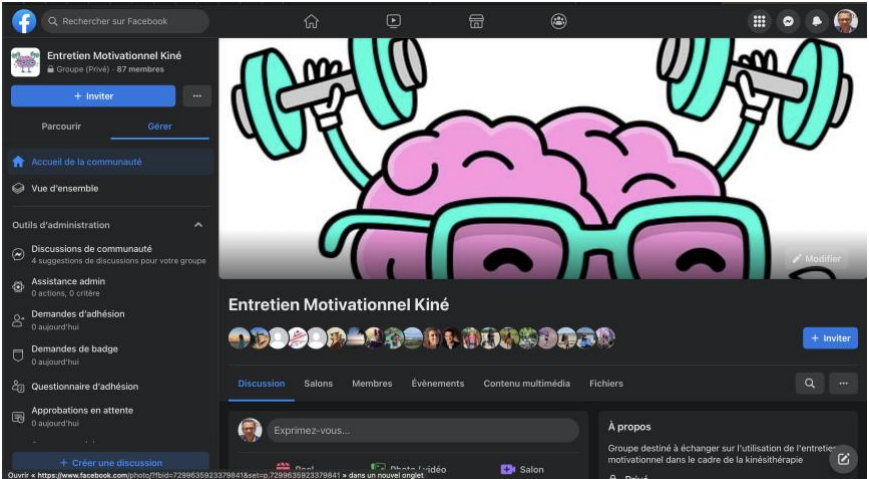 Rechercher sur Facebook
Entretien Motivationnel Kiné
Groupe (Privé) · 87 membres
+ Inviter
Parcourir
Gérer
Accueil de la communauté
Vue d'ensemble
Outils d'administration
Discussions de communauté
4 suggestions de discussions pour votre groupe
Assistance admin
0 actions, 0 critère
Demandes d'adhésion
0 aujourd'hui
Demandes de badge
0 aujourd'hui
Questionnaire d'adhésion
Approbations en attente
0 aujourd'hui
+ Créer une discussion
Ouvrir « https://www.facebook.com/photo/?fbid=7299635923379841&set=p.7299635923379841 » dans un nouvel onglet
Modifier
Entretien Motivationnel Kiné
+ Inviter
Discussion
Salons
Membres
Évènements
Contenu multimédia
Fichiers
Exprimez-vous...
Reel
Photo/vidéo
Salon
À propos
Groupe destiné à échanger sur l'utilisation de l'entretien
motivationnel dans le cadre de la kinésithérapie
Privé